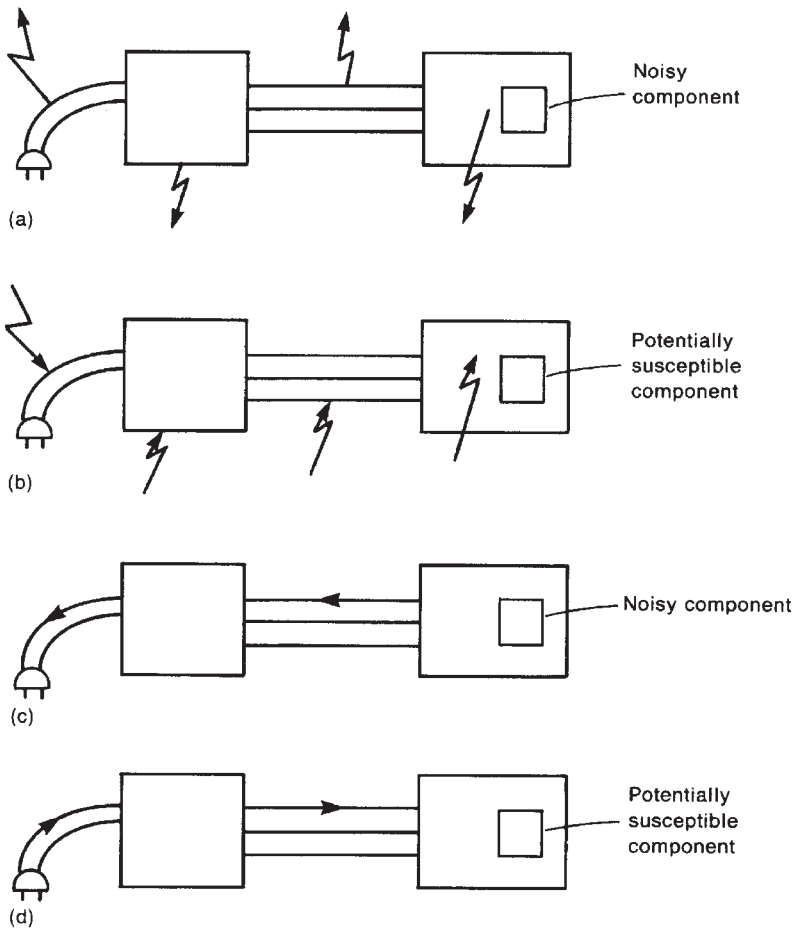 Noisy
component
(a)
Potentially
susceptible
component
(b)
Noisy component
(c)
Potentially
susceptible
component
(d)